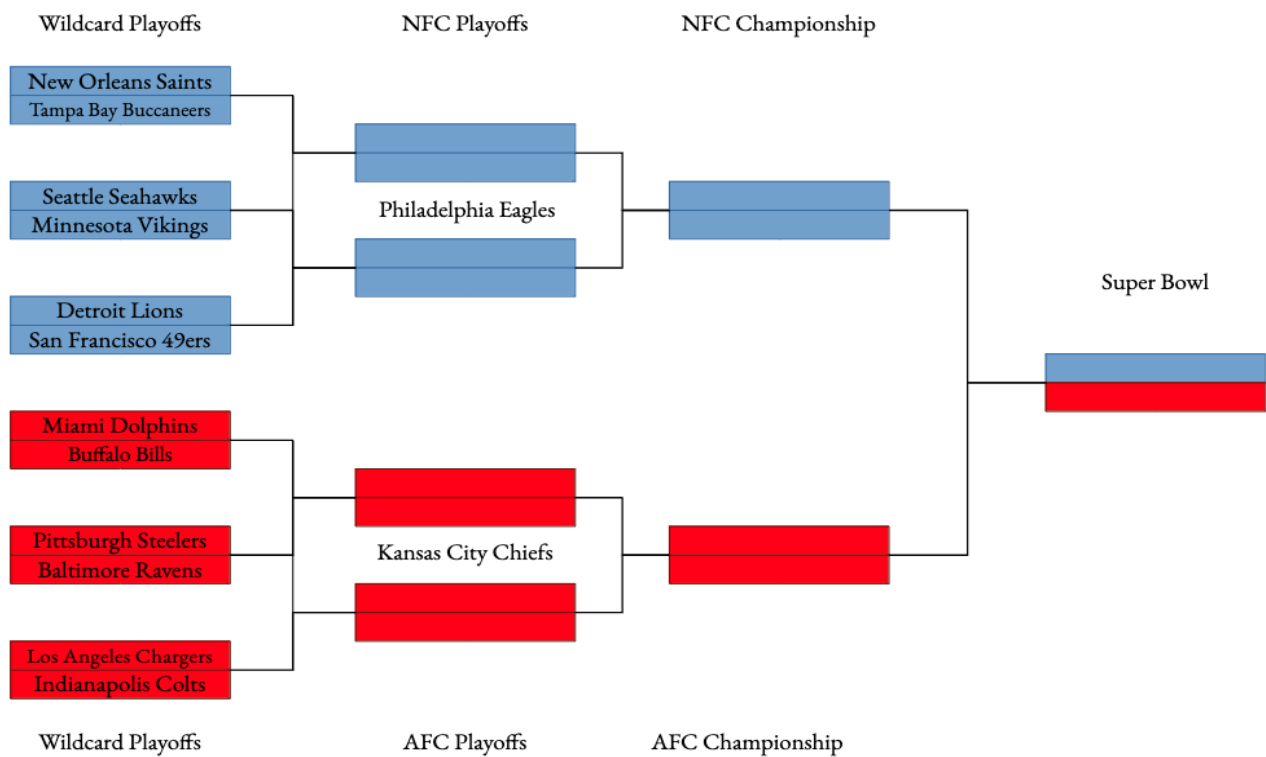 Wildcard Playoffs
NFC Playoffs
NFC Championship
New Orleans Saints
Tampa Bay Buccaneers
Seattle Seahawks
Minnesota Vikings
Philadelphia Eagles
Detroit Lions
San Francisco 49ers
Super Bowl
Miami Dolphins
Buffalo Bills
Pittsburgh Steelers
Baltimore Ravens
Kansas City Chiefs
Los Angeles Chargers
Indianapolis Colts
Wildcard Playoffs
AFC Playoffs
AFC Championship